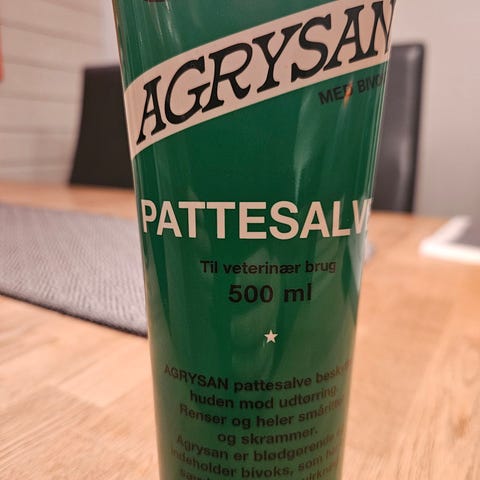 AGRYSAN
MED
PATTESALVE
Til veterinær brug
500 ml
AGRYSAN pattesalve
huden mod udtørring.
Renser og heler
og skrammer.
Agrysan er blødgørende
indeholder bivoks, som